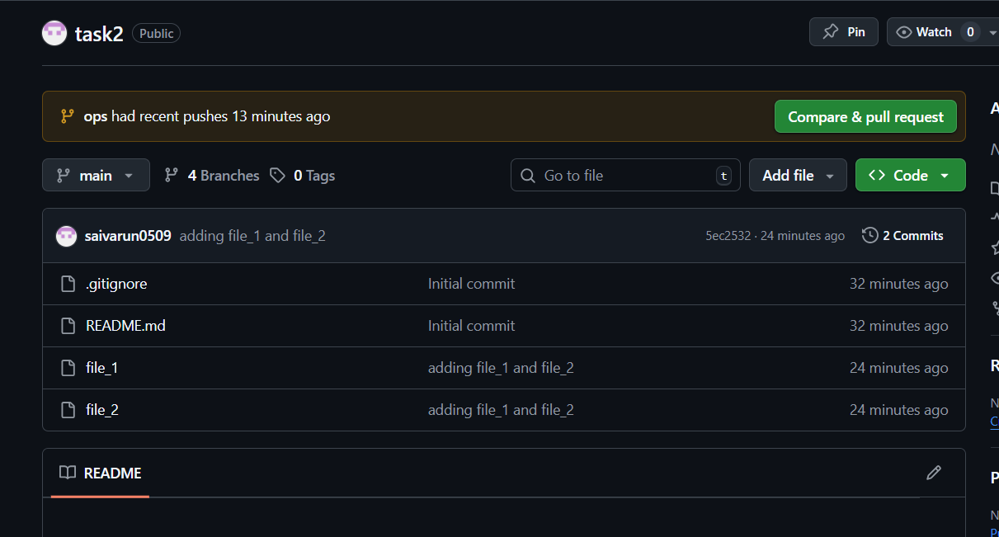 task2 Public Pin Watch 0
ops had recent pushes 13 minutes ago Compare & pull request
main 4 Branches 0 Tags Go to file t Add file Code
saivarun0509 adding file_1 and file_2 5ec2532 · 24 minutes ago 2 Commits
.gitignore Initial commit 32 minutes ago
README.md Initial commit 32 minutes ago
file_1 adding file_1 and file_2 24 minutes ago
file_2 adding file_1 and file_2 24 minutes ago
README